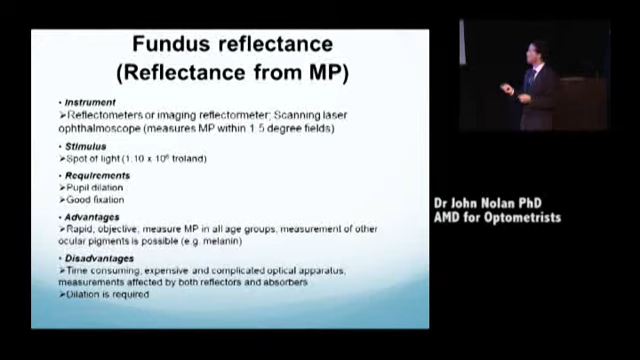 Fundus reflectance
(Reflectance from MP)
• Instrument
➢Reflectometers or imaging reflectometer; Scanning laser
ophthalmoscope (measures MP within 1.5 degree fields)
• Stimulus
➢Spot of light (1.10 x 10⁶ troland)
• Requirements
➢Pupil dilation
➢Good fixation
• Advantages
➢Rapid, objective, measure MP in all age groups, measurement of other
ocular pigments is possible (e.g. melanin)
• Disadvantages
➢Time consuming, expensive and complicated optical apparatus,
measurements affected by both reflectors and absorbers
➢Dilation is required
Dr John Nolan PhD
AMD for Optometrists